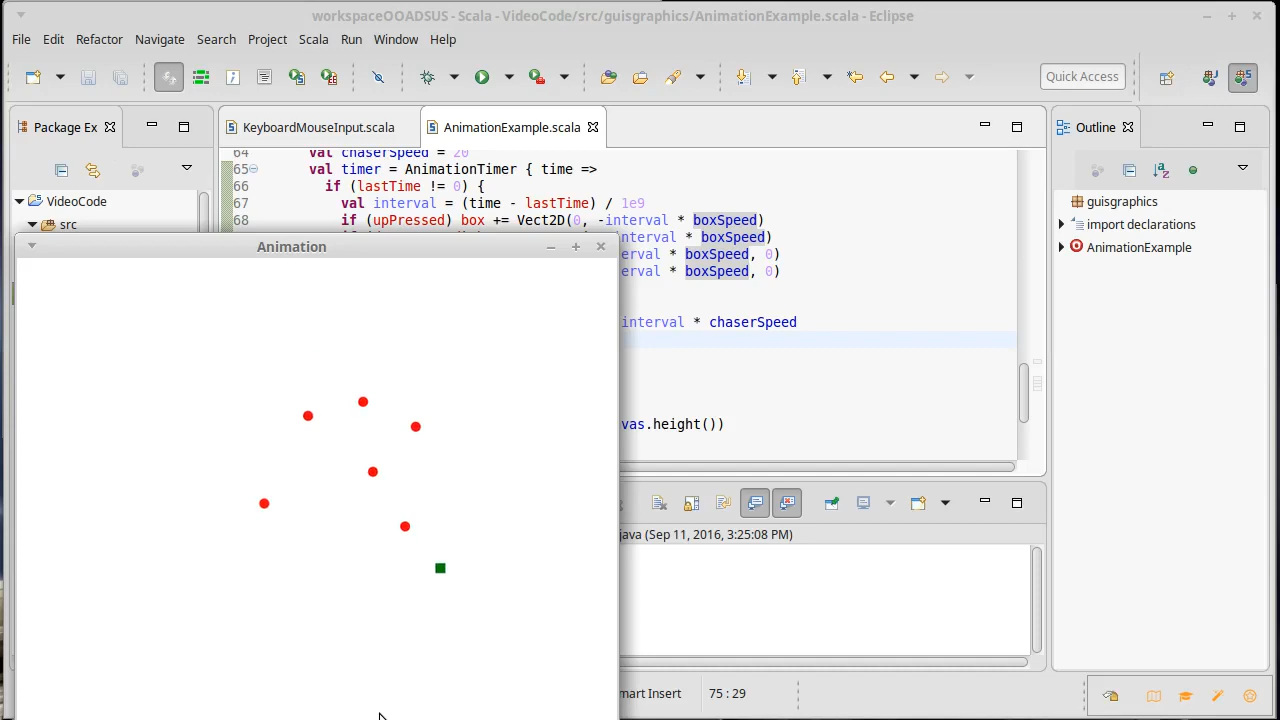 workspaceOOADSUS - Scala - VideoCode/src/guisgraphics/AnimationExample.scala - Eclipse
File Edit Refactor Navigate Search Project Scala Run Window Help
Quick Access
Package Ex
KeyboardMouseInput.scala
AnimationExample.scala
Outline
VideoCode
src
64 val chaserSpeed = 20
65 val timer = AnimationTimer { time =>
66 if (lastTime != 0) {
67 val interval = (time - lastTime) / 1e9
68 if (upPressed) box += Vect2D(0, -interval * boxSpeed)
interval * boxSpeed)
erval * boxSpeed, 0)
erval * boxSpeed, 0)
interval * chaserSpeed
vas.height())
guisgraphics
import declarations
AnimationExample
Animation
java (Sep 11, 2016, 3:25:08 PM)
mart Insert
75 : 29